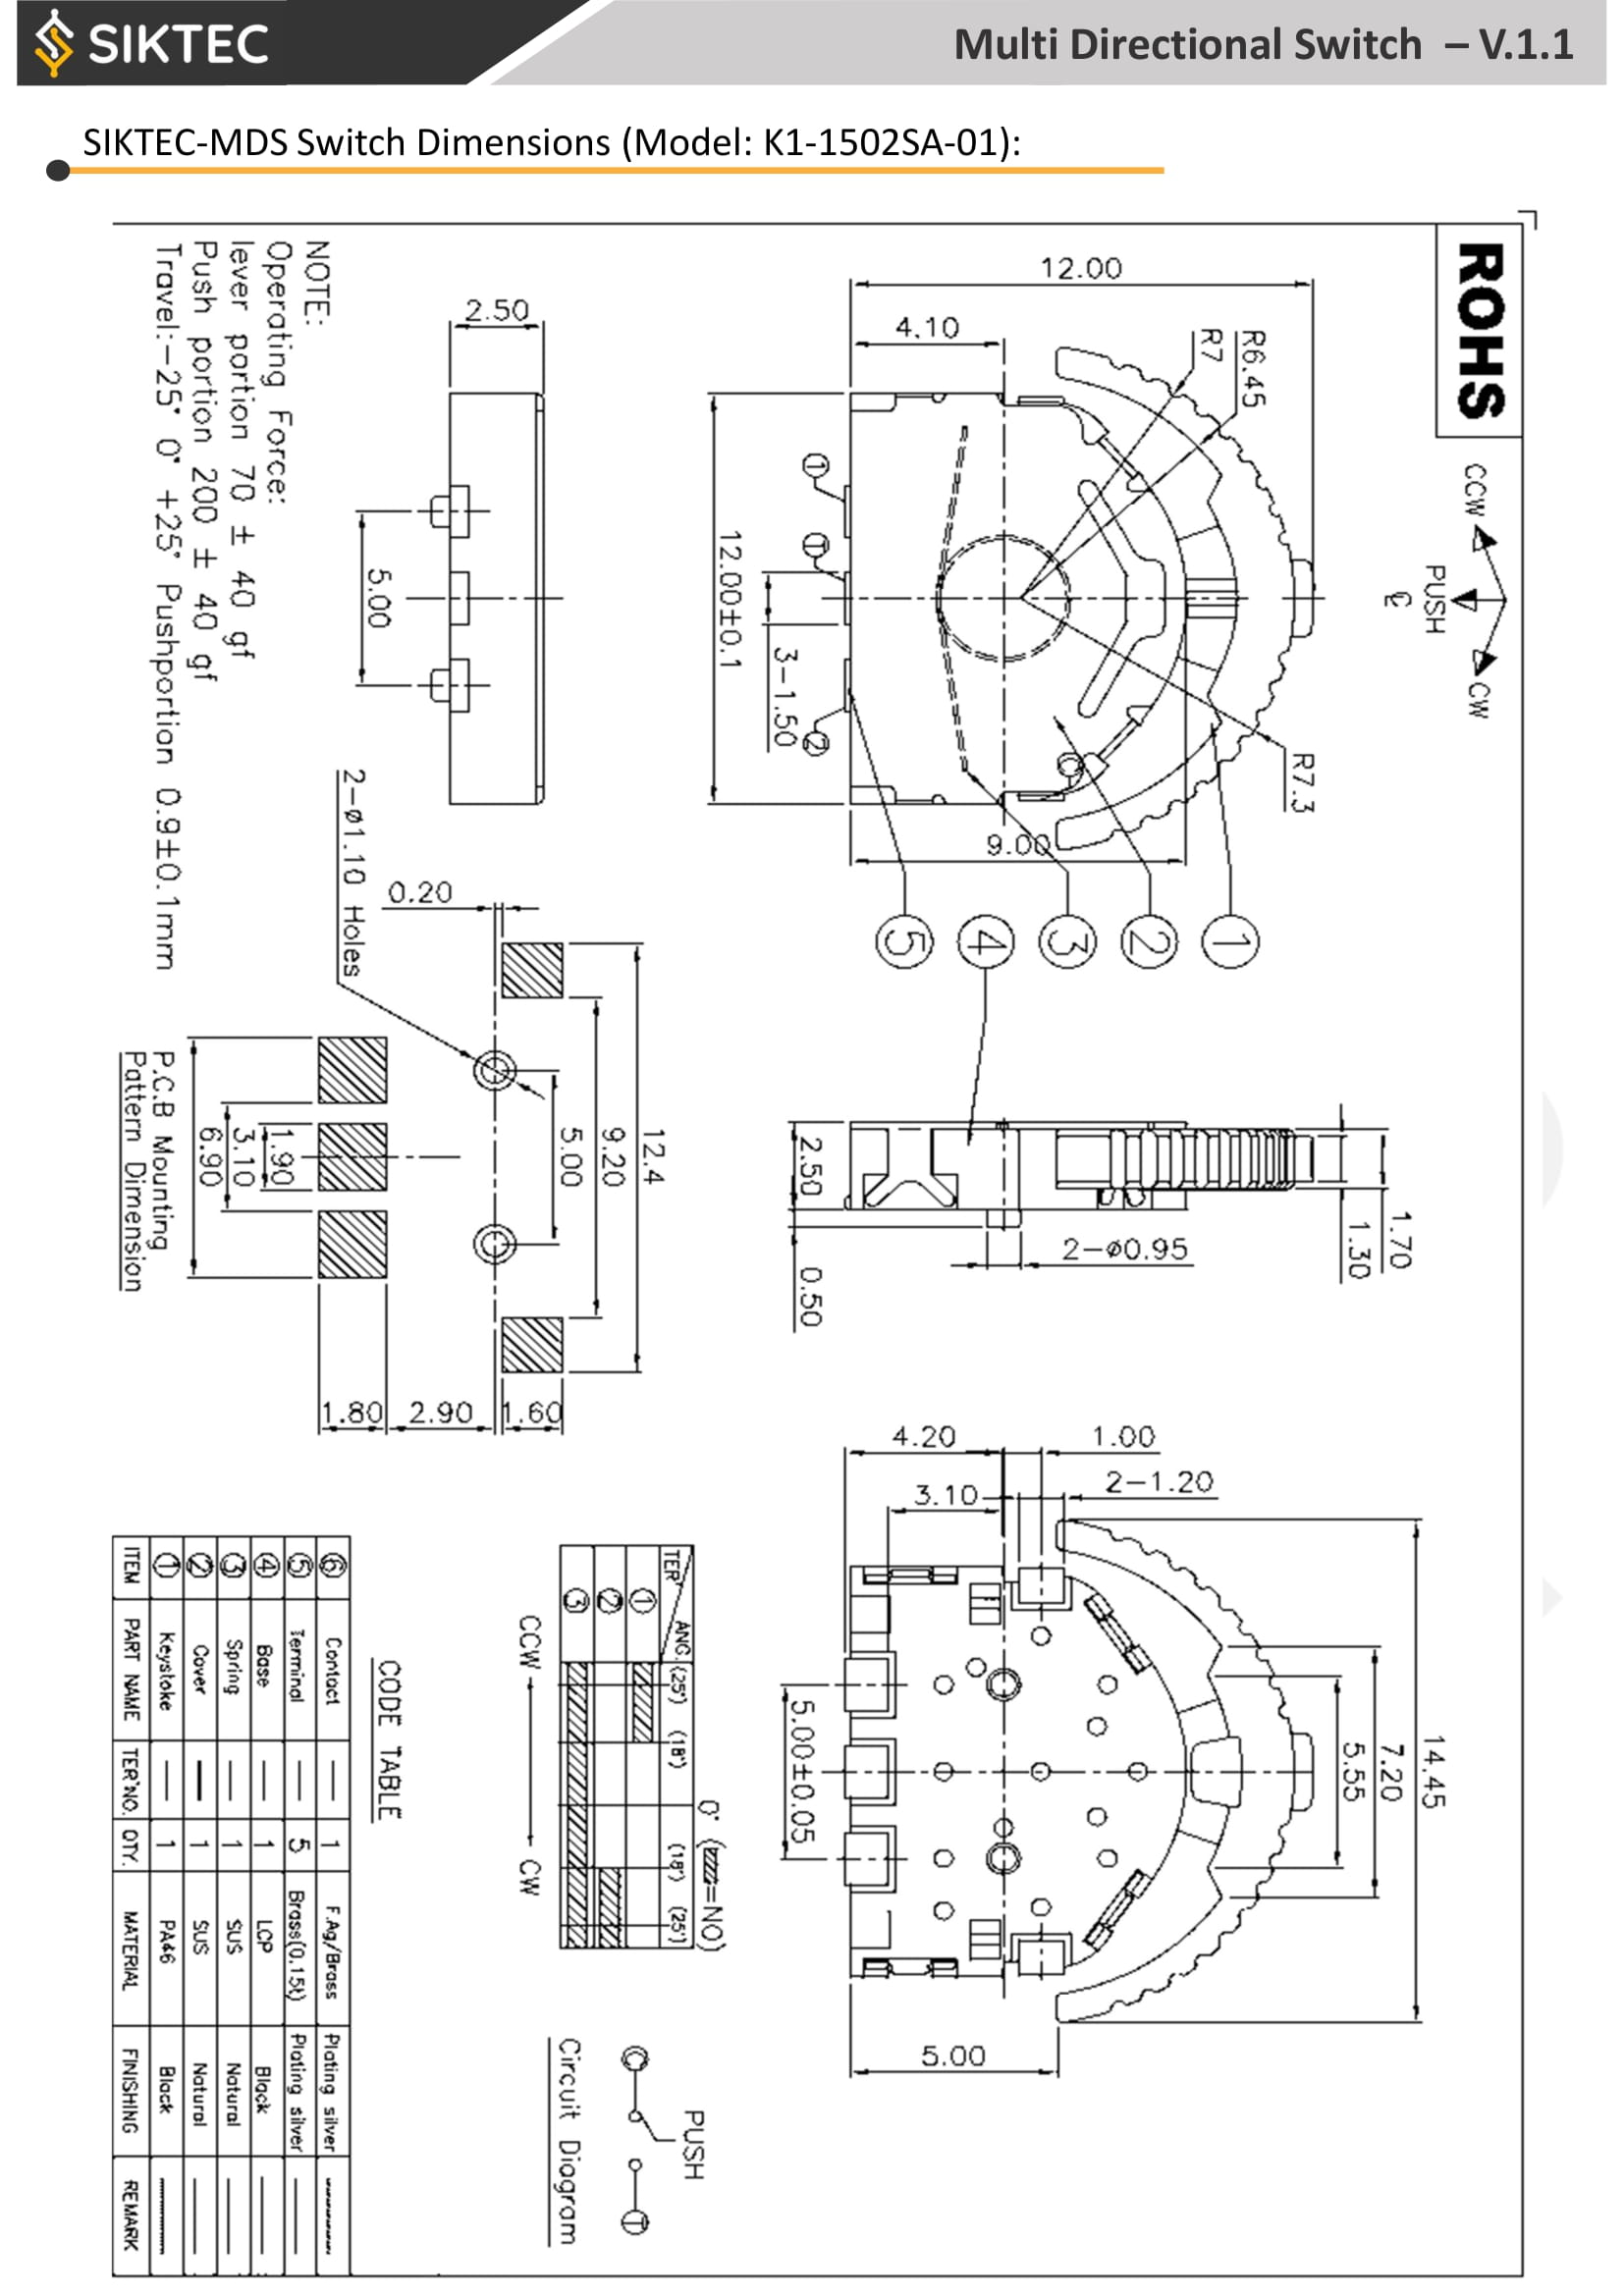 SIKTEC
Multi Directional Switch – V.1.1
SIKTEC-MDS Switch Dimensions (Model: K1-1502SA-01):
ROHS
CCW
PUSH
℄
CW
12.00
4.10
R6.45
R7
R7.3
①
Ⓣ
②
Ⓒ
12.00±0.1
3-1.50
9.00
①
②
③
④
⑤
2.50
5.00
NOTE:
Operating Force:
lever portion 70 ± 40 gf
Push portion 200 ± 40 gf
Travel:-25° 0° +25° Pushportion 0.9±0.1mm
1.70
1.30
2-ø0.95
2.50
0.50
0.20
2-ø1.10 Holes
12.4
9.20
5.00
1.90
3.10
6.90
1.80
2.90
1.60
P.C.B Mounting
Pattern Dimension
4.20
1.00
3.10
2-1.20
14.45
7.20
5.55
5.00±0.05
5.00
0° (▨=NO)
TER' ANG. (25°) (18°) (18°) (25°)
①
②
③
CCW CW
CODE TABLE
PUSH
Ⓒ Ⓣ
Circuit Diagram
⑥ Contact — 1 F.Ag/Brass Plating silver —
⑤ Terminal — 5 Brass(0.15t) Plating silver —
④ Base — 1 LCP Black —
③ Spring — 1 SUS Natural —
② Cover — 1 SUS Natural —
① Keystoke — 1 PA46 Black —
ITEM PART NAME TER'NO. QTY. MATERIAL FINISHING REMARK